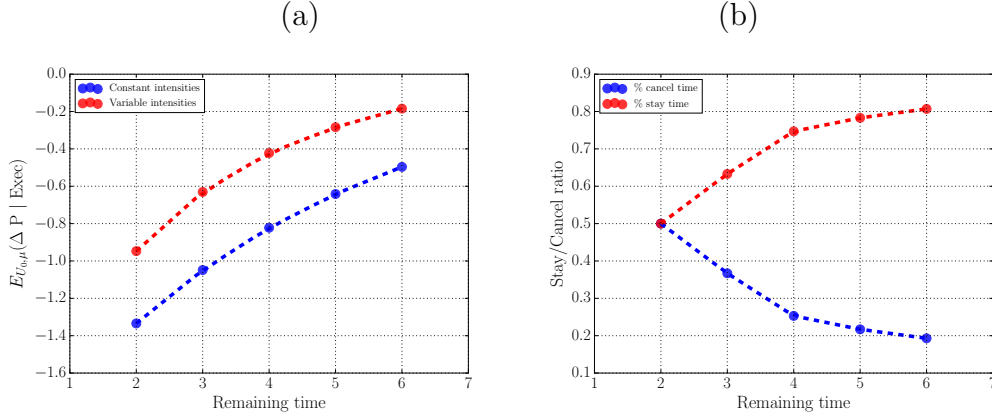 (a)
0.0
−0.2
−0.4
−0.6
−0.8
−1.0
−1.2
−1.4
−1.6
E_{U_0,μ}(Δ P | Exec)
Constant intensities
Variable intensities
1 2 3 4 5 6 7
Remaining time
(b)
0.9
0.8
0.7
0.6
0.5
0.4
0.3
0.2
0.1
Stay/Cancel ratio
% cancel time
% stay time
1 2 3 4 5 6 7
Remaining time